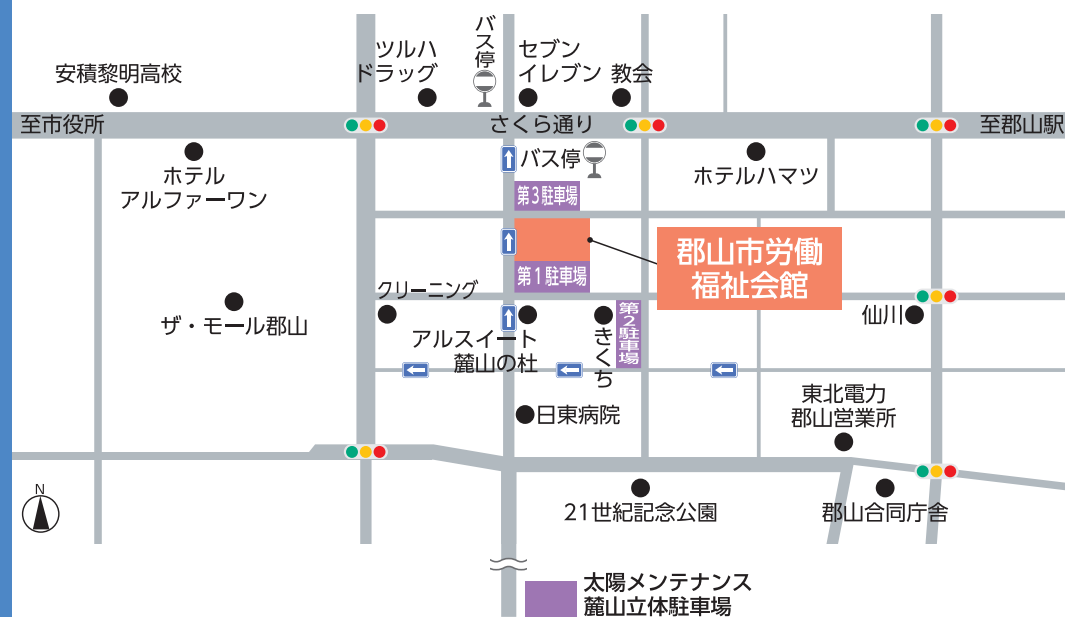 安積黎明高校
ツルハ
ドラッグ
バス停
セブン
イレブン
教会
至市役所
さくら通り
至郡山駅
ホテル
アルファーワン
バス停
ホテルハマツ
第3駐車場
郡山市労働
福祉会館
第1駐車場
クリーニング
ザ・モール郡山
アルスイート
麓山の杜
きくち
第2駐車場
仙川
東北電力
郡山営業所
日東病院
N
21世紀記念公園
郡山合同庁舎
太陽メンテナンス
麓山立体駐車場